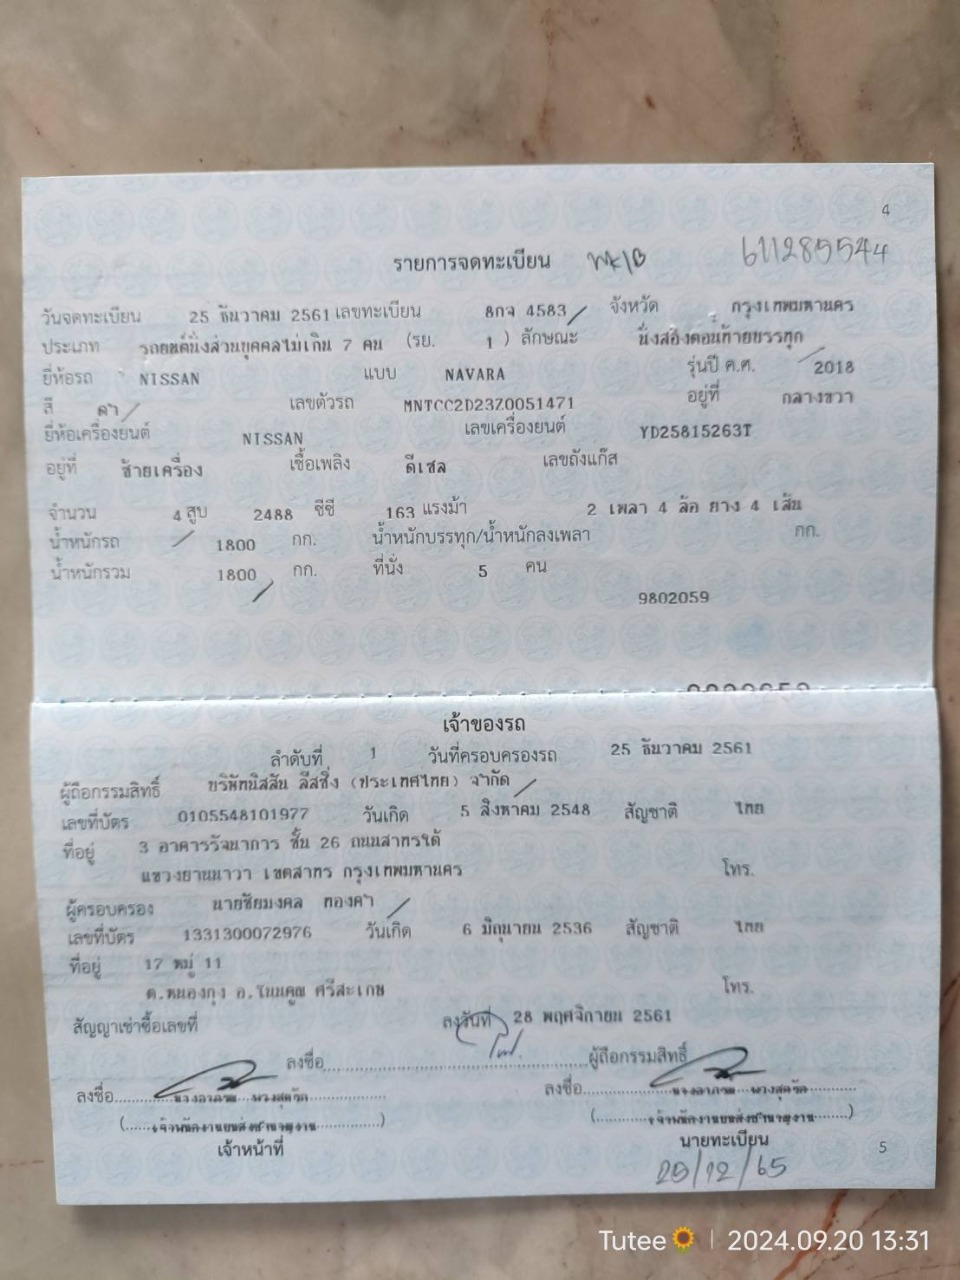 4
รายการจดทะเบียน 611285544
วันจดทะเบียน 25 ธันวาคม 2561 เลขทะเบียน 8กจ 4583 จังหวัด กรุงเทพมหานคร
ประเภท รถยนต์นั่งส่วนบุคคลไม่เกิน 7 คน (รย. 1 ) ลักษณะ นั่งสองตอนท้ายบรรทุก
ยี่ห้อรถ NISSAN แบบ NAVARA รุ่นปี ค.ศ. 2018
สี ดำ เลขตัวรถ MNTCC2D23Z0051471 อยู่ที่ กลางขวา
ยี่ห้อเครื่องยนต์ NISSAN เลขเครื่องยนต์ YD25815263T
อยู่ที่ ซ้ายเครื่อง เชื้อเพลิง ดีเซล เลขถังแก๊ส
จำนวน 4 สูบ 2488 ซีซี 163 แรงม้า 2 เพลา 4 ล้อ ยาง 4 เส้น
น้ำหนักรถ 1800 กก. น้ำหนักบรรทุก/น้ำหนักลงเพลา กก.
น้ำหนักรวม 1800 กก. ที่นั่ง 5 คน
9802059
เจ้าของรถ
ลำดับที่ 1 วันที่ครอบครองรถ 25 ธันวาคม 2561
ผู้ถือกรรมสิทธิ์ บริษัทนิสสัน ลีสซิ่ง (ประเทศไทย) จำกัด
เลขที่บัตร 0105548101977 วันเกิด 5 สิงหาคม 2548 สัญชาติ ไทย
ที่อยู่ 3 อาคารรัจนาการ ชั้น 26 ถนนสาทรใต้
แขวงยานนาวา เขตสาทร กรุงเทพมหานคร โทร.
ผู้ครอบครอง นายชัยมงคล ทองคำ
เลขที่บัตร 1331300072976 วันเกิด 6 มิถุนายน 2536 สัญชาติ ไทย
ที่อยู่ 17 หมู่ 11
ต.หนองกุง อ.โนนคูณ ศรีสะเกษ โทร.
สัญญาเช่าซื้อเลขที่ ลงวันที่ 28 พฤศจิกายน 2561
ลงชื่อ ผู้ถือกรรมสิทธิ์
ลงชื่อ ลงชื่อ
เจ้าหน้าที่ นายทะเบียน
5
Tutee🌻 | 2024.09.20 13:31